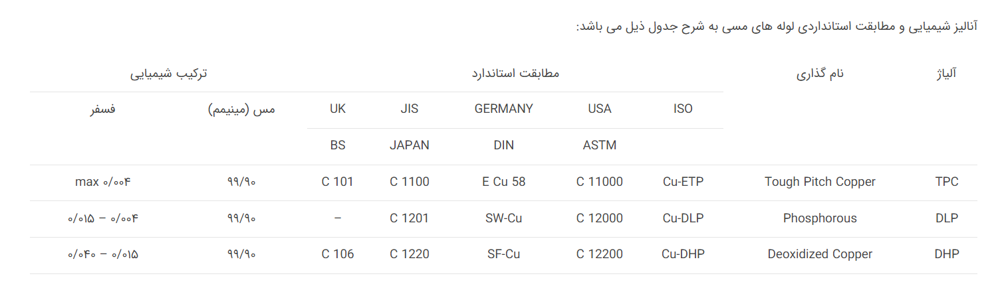 آنالیز شیمیایی و مطابقت استانداردی لوله های مسی به شرح جدول ذیل می باشد:
آلیاژ نام گذاری مطابقت استاندارد ترکیب شیمیایی
ISO USA GERMANY JIS UK مس (مینیمم) فسفر
ASTM DIN JAPAN BS
TPC Tough Pitch Copper Cu-ETP C 11000 E Cu 58 C 1100 C 101 ۹۹/۹۰ max ۰/۰۰۴
DLP Phosphorous Cu-DLP C 12000 SW-Cu C 1201 – ۹۹/۹۰ ۰/۰۰۴ – ۰/۰۱۵
DHP Deoxidized Copper Cu-DHP C 12200 SF-Cu C 1220 C 106 ۹۹/۹۰ ۰/۰۱۵ – ۰/۰۴۰